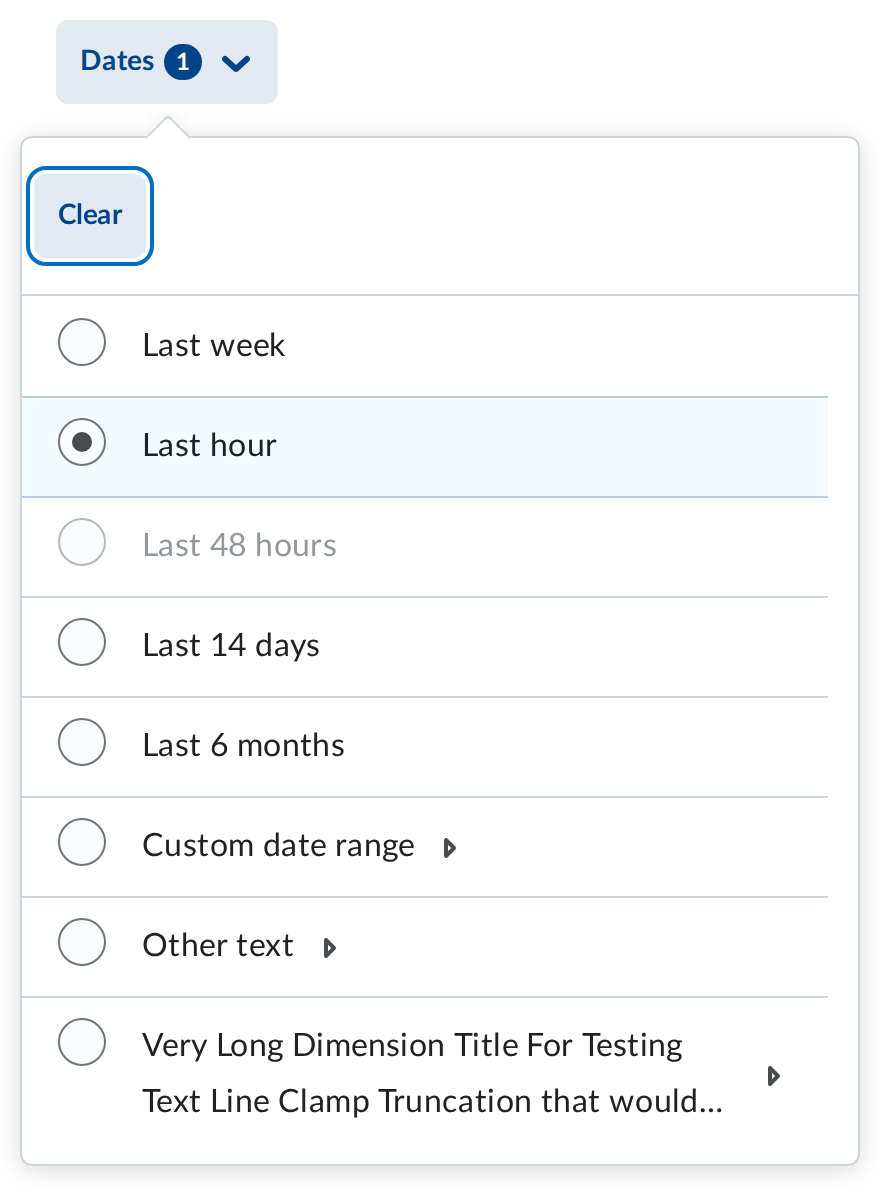 Dates 1
Clear
Last week
Last hour
Last 48 hours
Last 14 days
Last 6 months
Custom date range
Other text
Very Long Dimension Title For Testing
Text Line Clamp Truncation that would...